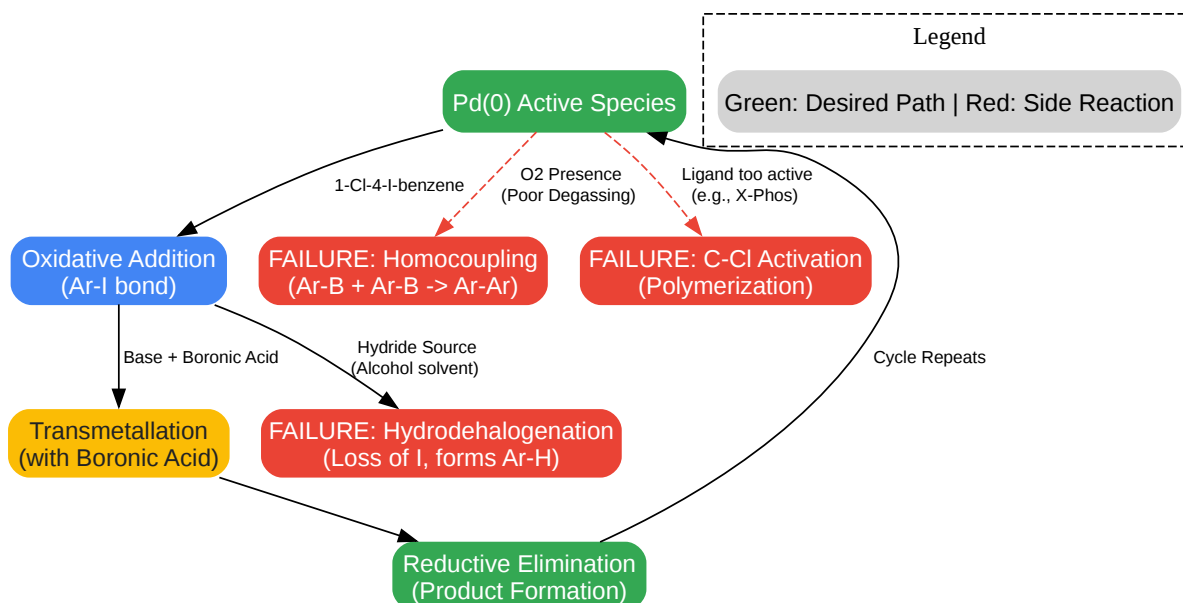 Legend
Green: Desired Path | Red: Side Reaction
Pd(0) Active Species
1-Cl-4-I-benzene
O2 Presence
(Poor Degassing)
Ligand too active
(e.g., X-Phos)
Oxidative Addition
(Ar-I bond)
FAILURE: Homocoupling
(Ar-B + Ar-B -> Ar-Ar)
FAILURE: C-Cl Activation
(Polymerization)
Base + Boronic Acid
Hydride Source
(Alcohol solvent)
Cycle Repeats
Transmetallation
(with Boronic Acid)
FAILURE: Hydrodehalogenation
(Loss of I, forms Ar-H)
Reductive Elimination
(Product Formation)